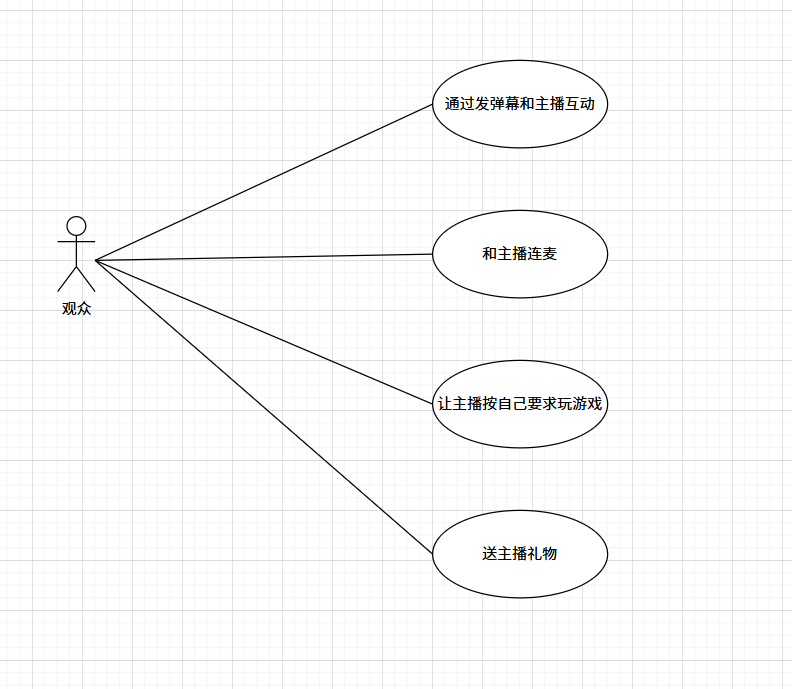 通过发弹幕和主播互动
和主播连麦
观众
让主播按自己要求玩游戏
送主播礼物